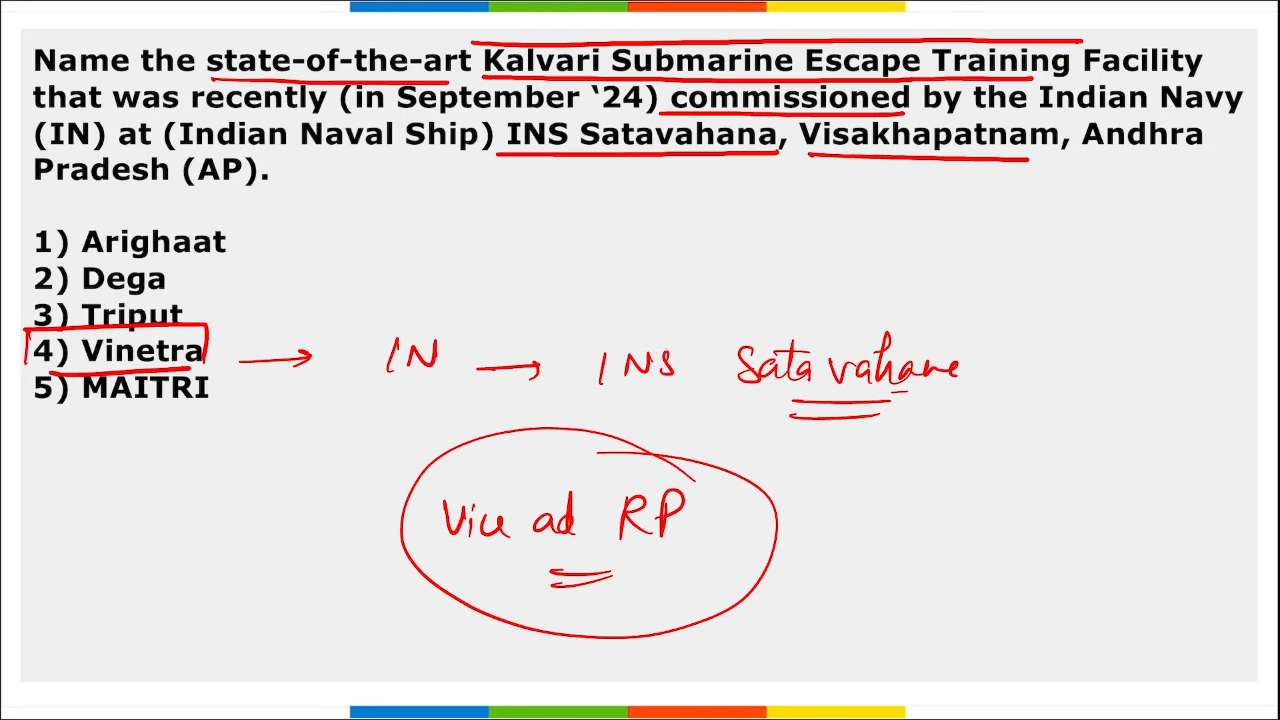 Name the state-of-the-art Kalvari Submarine Escape Training Facility
that was recently (in September ‘24) commissioned by the Indian Navy
(IN) at (Indian Naval Ship) INS Satavahana, Visakhapatnam, Andhra
Pradesh (AP).
1) Arighaat
2) Dega
3) Triput
4) Vinetra
5) MAITRI
IN INS Satavahana
Vice ad RP